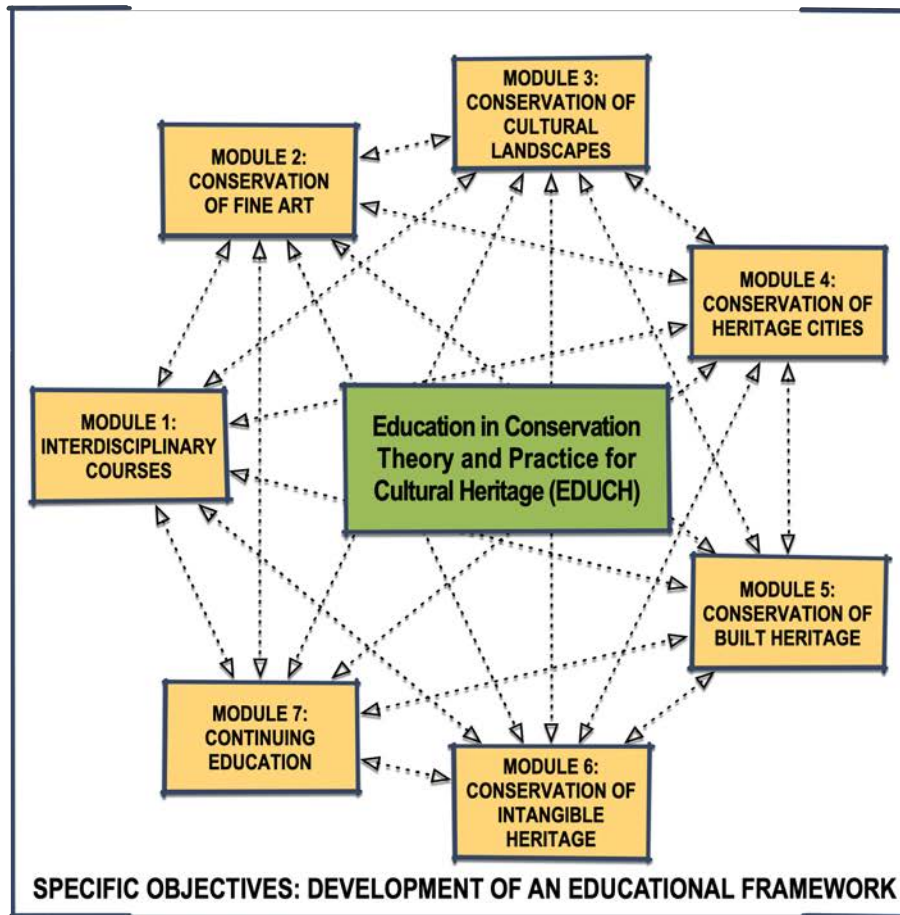 MODULE 3:
CONSERVATION OF
CULTURAL
LANDSCAPES
MODULE 2:
CONSERVATION
OF FINE ART
MODULE 4:
CONSERVATION OF
HERITAGE CITIES
MODULE 1:
INTERDISCIPLINARY
COURSES
Education in Conservation
Theory and Practice for
Cultural Heritage (EDUCH)
MODULE 5:
CONSERVATION OF
BUILT HERITAGE
MODULE 7:
CONTINUING
EDUCATION
MODULE 6:
CONSERVATION OF
INTANGIBLE
HERITAGE
SPECIFIC OBJECTIVES: DEVELOPMENT OF AN EDUCATIONAL FRAMEWORK